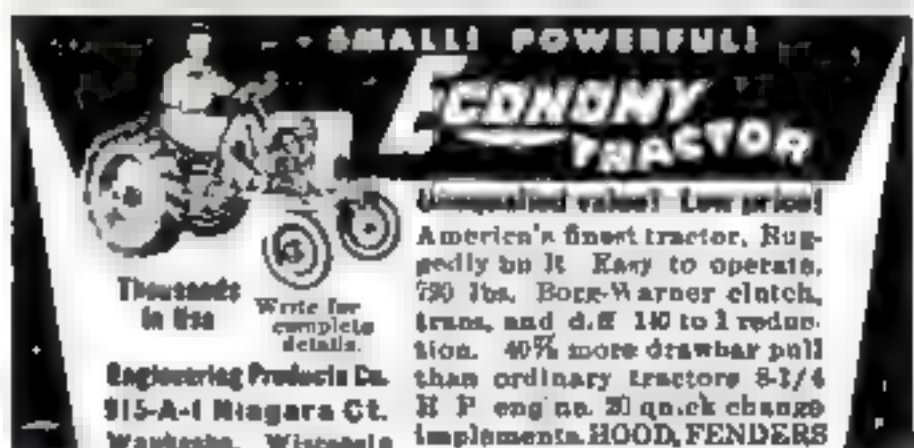 SMALL! POWERFUL!
ECONOMY
TRACTOR
Unequalled value! Low price!
America's finest tractor, Rug-
gedly built Easy to operate,
lbs. Borg-Warner clutch,
trans, and diff to 1 reduc-
tion. 40% more drawbar pull
than ordinary tractors 8-1/4
H P engine. 20 quick change
implements. HOOD, FENDERS
Thousands
in Use
Write for
complete
details.
Engineering Products Co.
915-A-1 Niagara Ct.
Waukesha, Wisconsin